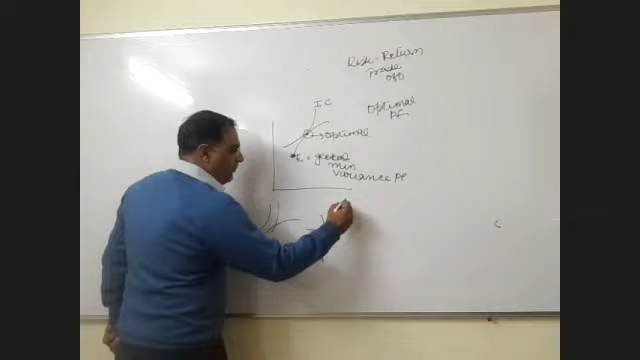 Risk-Return
Trade
off
Optimal
PF
IC
→ optimal
= global
min
variance PF